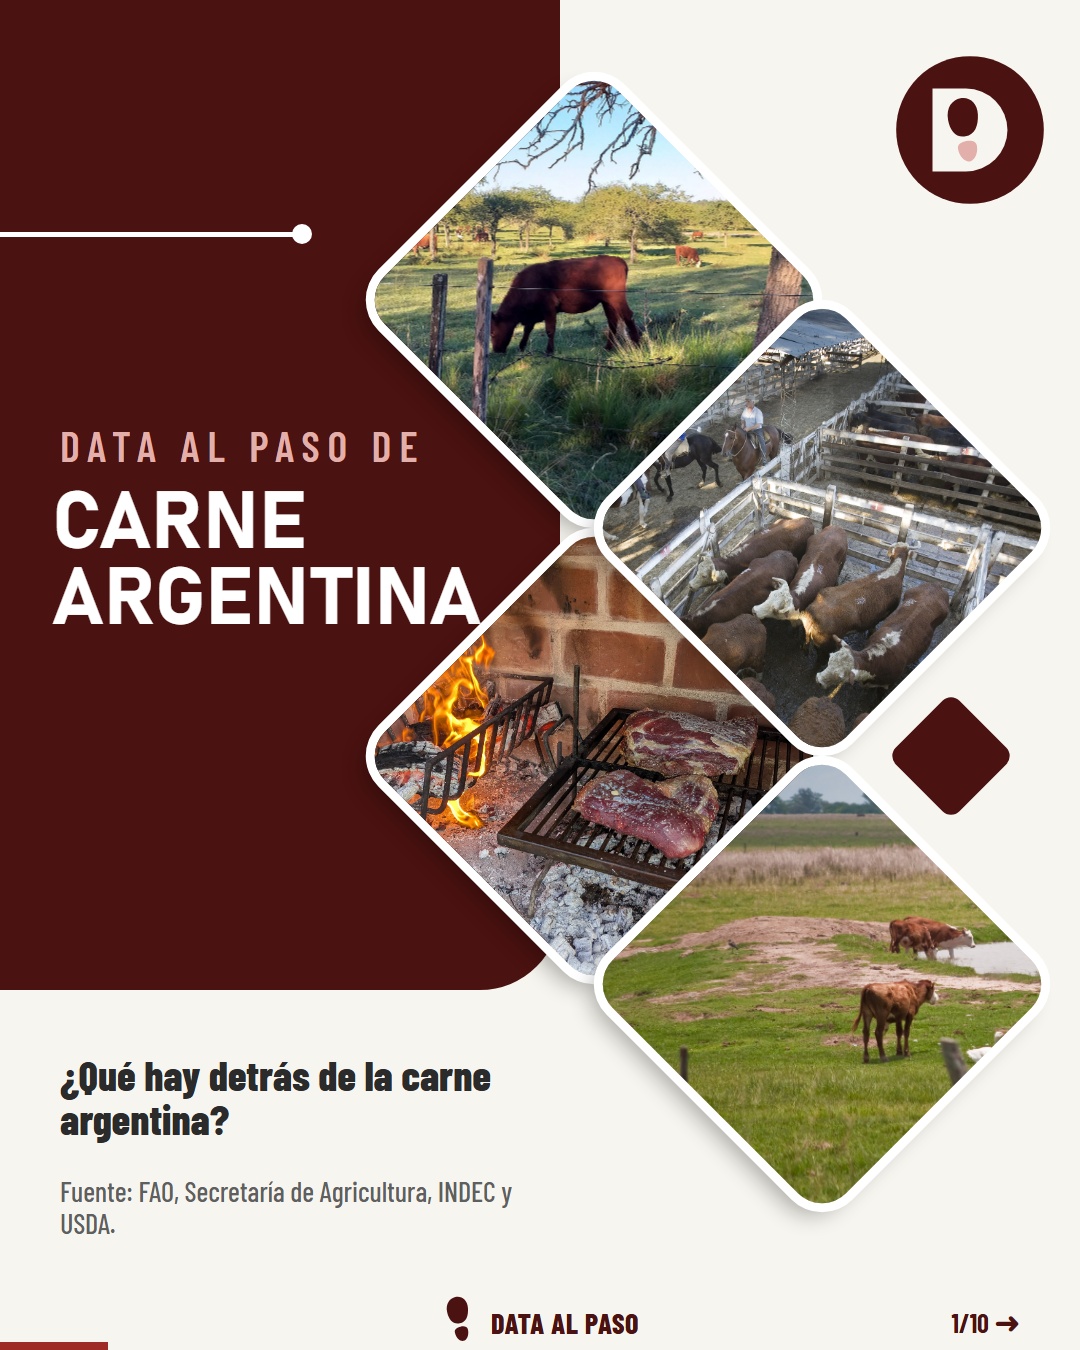 D
DATA AL PASO DE
CARNE
ARGENTINA
¿Qué hay detrás de la carne
argentina?
Fuente: FAO, Secretaría de Agricultura, INDEC y
USDA.
DATA AL PASO
1/10 →